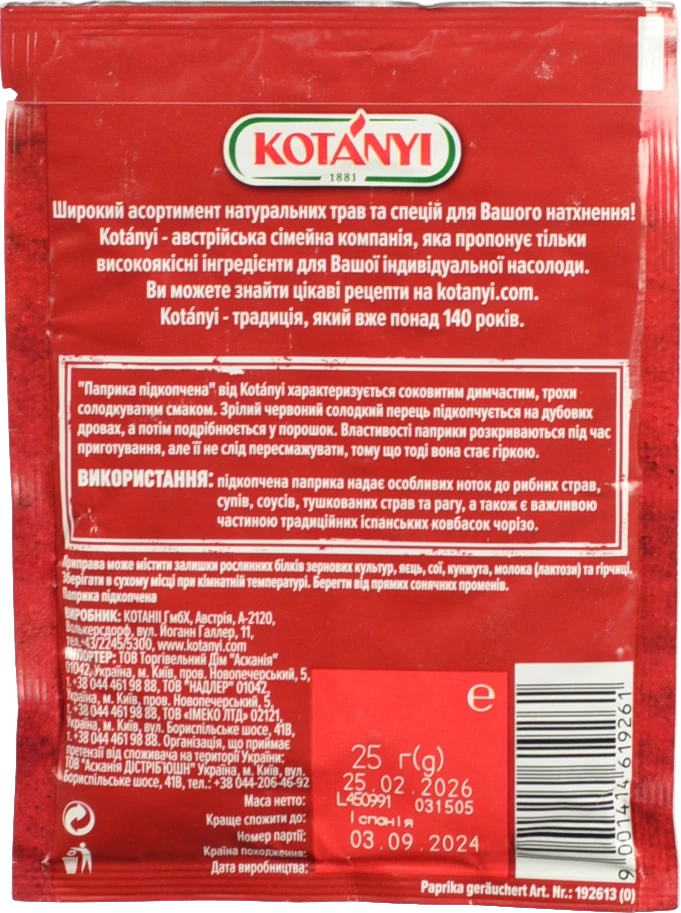 KOTÁNYI
1881
Широкий асортимент натуральних трав та спецій для Вашого натхнення!
Kotányi - австрійська сімейна компанія, яка пропонує тільки
високоякісні інгредієнти для Вашої індивідуальної насолоди.
Ви можете знайти цікаві рецепти на kotanyi.com.
Kotányi - традиція, який вже понад 140 років.
"Паприка підкопчена" від Kotányi характеризується соковитим димчастим, трохи
солодкуватим смаком. Зрілий червоний солодкий перець підкопчується на дубових
дровах, а потім подрібнюється у порошок. Властивості паприки розкриваються під час
приготування, але її не слід пересмажувати, тому що тоді вона стає гіркою.
ВИКОРИСТАННЯ: підкопчена паприка надає особливих ноток до рибних страв,
супів, соусів, тушкованих страв та рагу, а також є важливою
частиною традиційних іспанських ковбасок чорізо.
Приправа може містити залишки рослинних білків зернових культур, яєць, сої, кунжута, молока (лактози) та гірчиці.
Зберігати в сухому місці при кімнатній температурі. Берегти від прямих сонячних променів.
Паприка підкопчена
ВИРОБНИК: КОТАНІІ ГмбХ, Австрія, А-2120,
Волькерсдорф, вул. Йоганн Галлер, 11,
тел.+43/2245/5300, www.kotanyi.com
ІМПОРТЕР: ТОВ Торгівельний Дім "Асканія"
01042, Україна, м. Київ, пров. Новопечерський, 5,
т.+38 044 461 98 88, ТОВ "НАДЛЕР" 01042,
Україна, м. Київ, пров. Новопечерський, 5,
т.+38 044 461 98 88, ТОВ «ІМЕКО ЛТД» 02121,
Україна, м. Київ, вул. Бориспільське шосе, 41В,
т.+38 044 461 98 88. Організація, що приймає
претензії від споживача на території України:
ТОВ "Асканія ДІСТРІБ'ЮШН" Україна, м. Київ, вул.
Бориспільське шосе, 41В, тел.: +38 044-206-46-92
e
Маса нетто: 25 г(g)
Краще спожити до: 25.02.2026
Номер партії: L450991 031505
Країна походження: Іспонія
Дата виробництва: 03.09.2024
9001414619261
Paprika geräuchert Art. Nr.: 192613 (0)